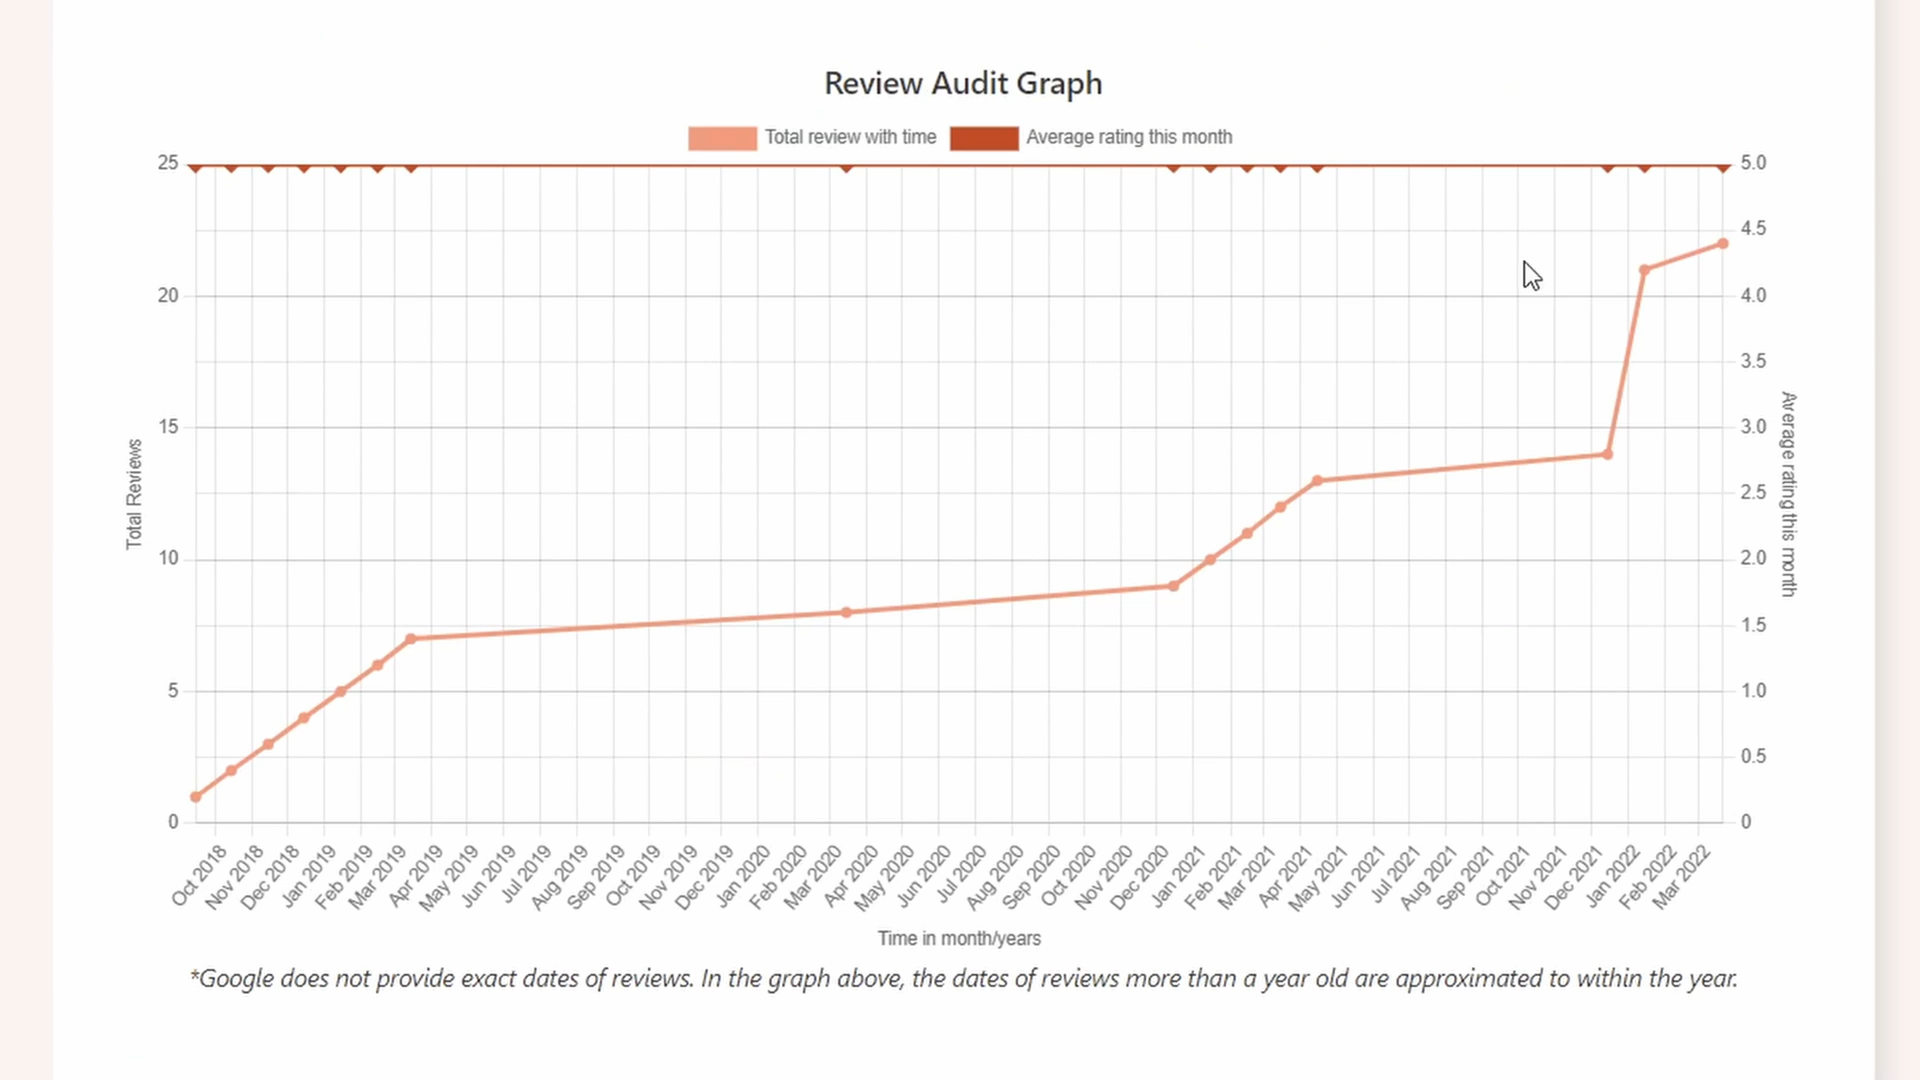 Review Audit Graph
Total review with time
Average rating this month
25
20
15
10
5
0
Total Reviews
5.0
4.5
4.0
3.5
3.0
2.5
2.0
1.5
1.0
0.5
0
Average rating this month
Oct 2018
Nov 2018
Dec 2018
Jan 2019
Feb 2019
Mar 2019
Apr 2019
May 2019
Jun 2019
Jul 2019
Aug 2019
Sep 2019
Oct 2019
Nov 2019
Dec 2019
Jan 2020
Feb 2020
Mar 2020
Apr 2020
May 2020
Jun 2020
Jul 2020
Aug 2020
Sep 2020
Oct 2020
Nov 2020
Dec 2020
Jan 2021
Feb 2021
Mar 2021
Apr 2021
May 2021
Jun 2021
Jul 2021
Aug 2021
Sep 2021
Oct 2021
Nov 2021
Dec 2021
Jan 2022
Feb 2022
Mar 2022
Time in month/years
*Google does not provide exact dates of reviews. In the graph above, the dates of reviews more than a year old are approximated to within the year.